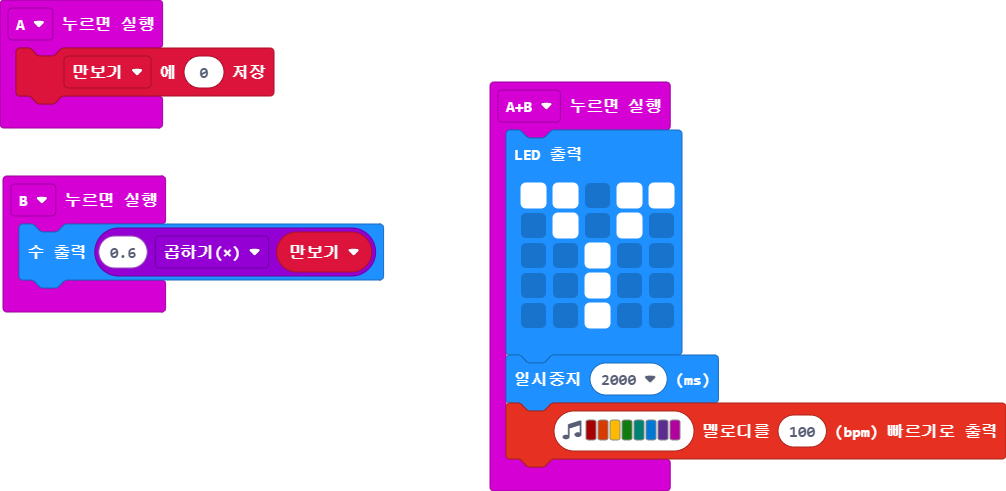 A 누르면 실행
만보기 에 0 저장
B 누르면 실행
수 출력 0.6 곱하기(×) 만보기
A+B 누르면 실행
LED 출력
일시중지 2000 (ms)
멜로디를 100 (bpm) 빠르기로 출력